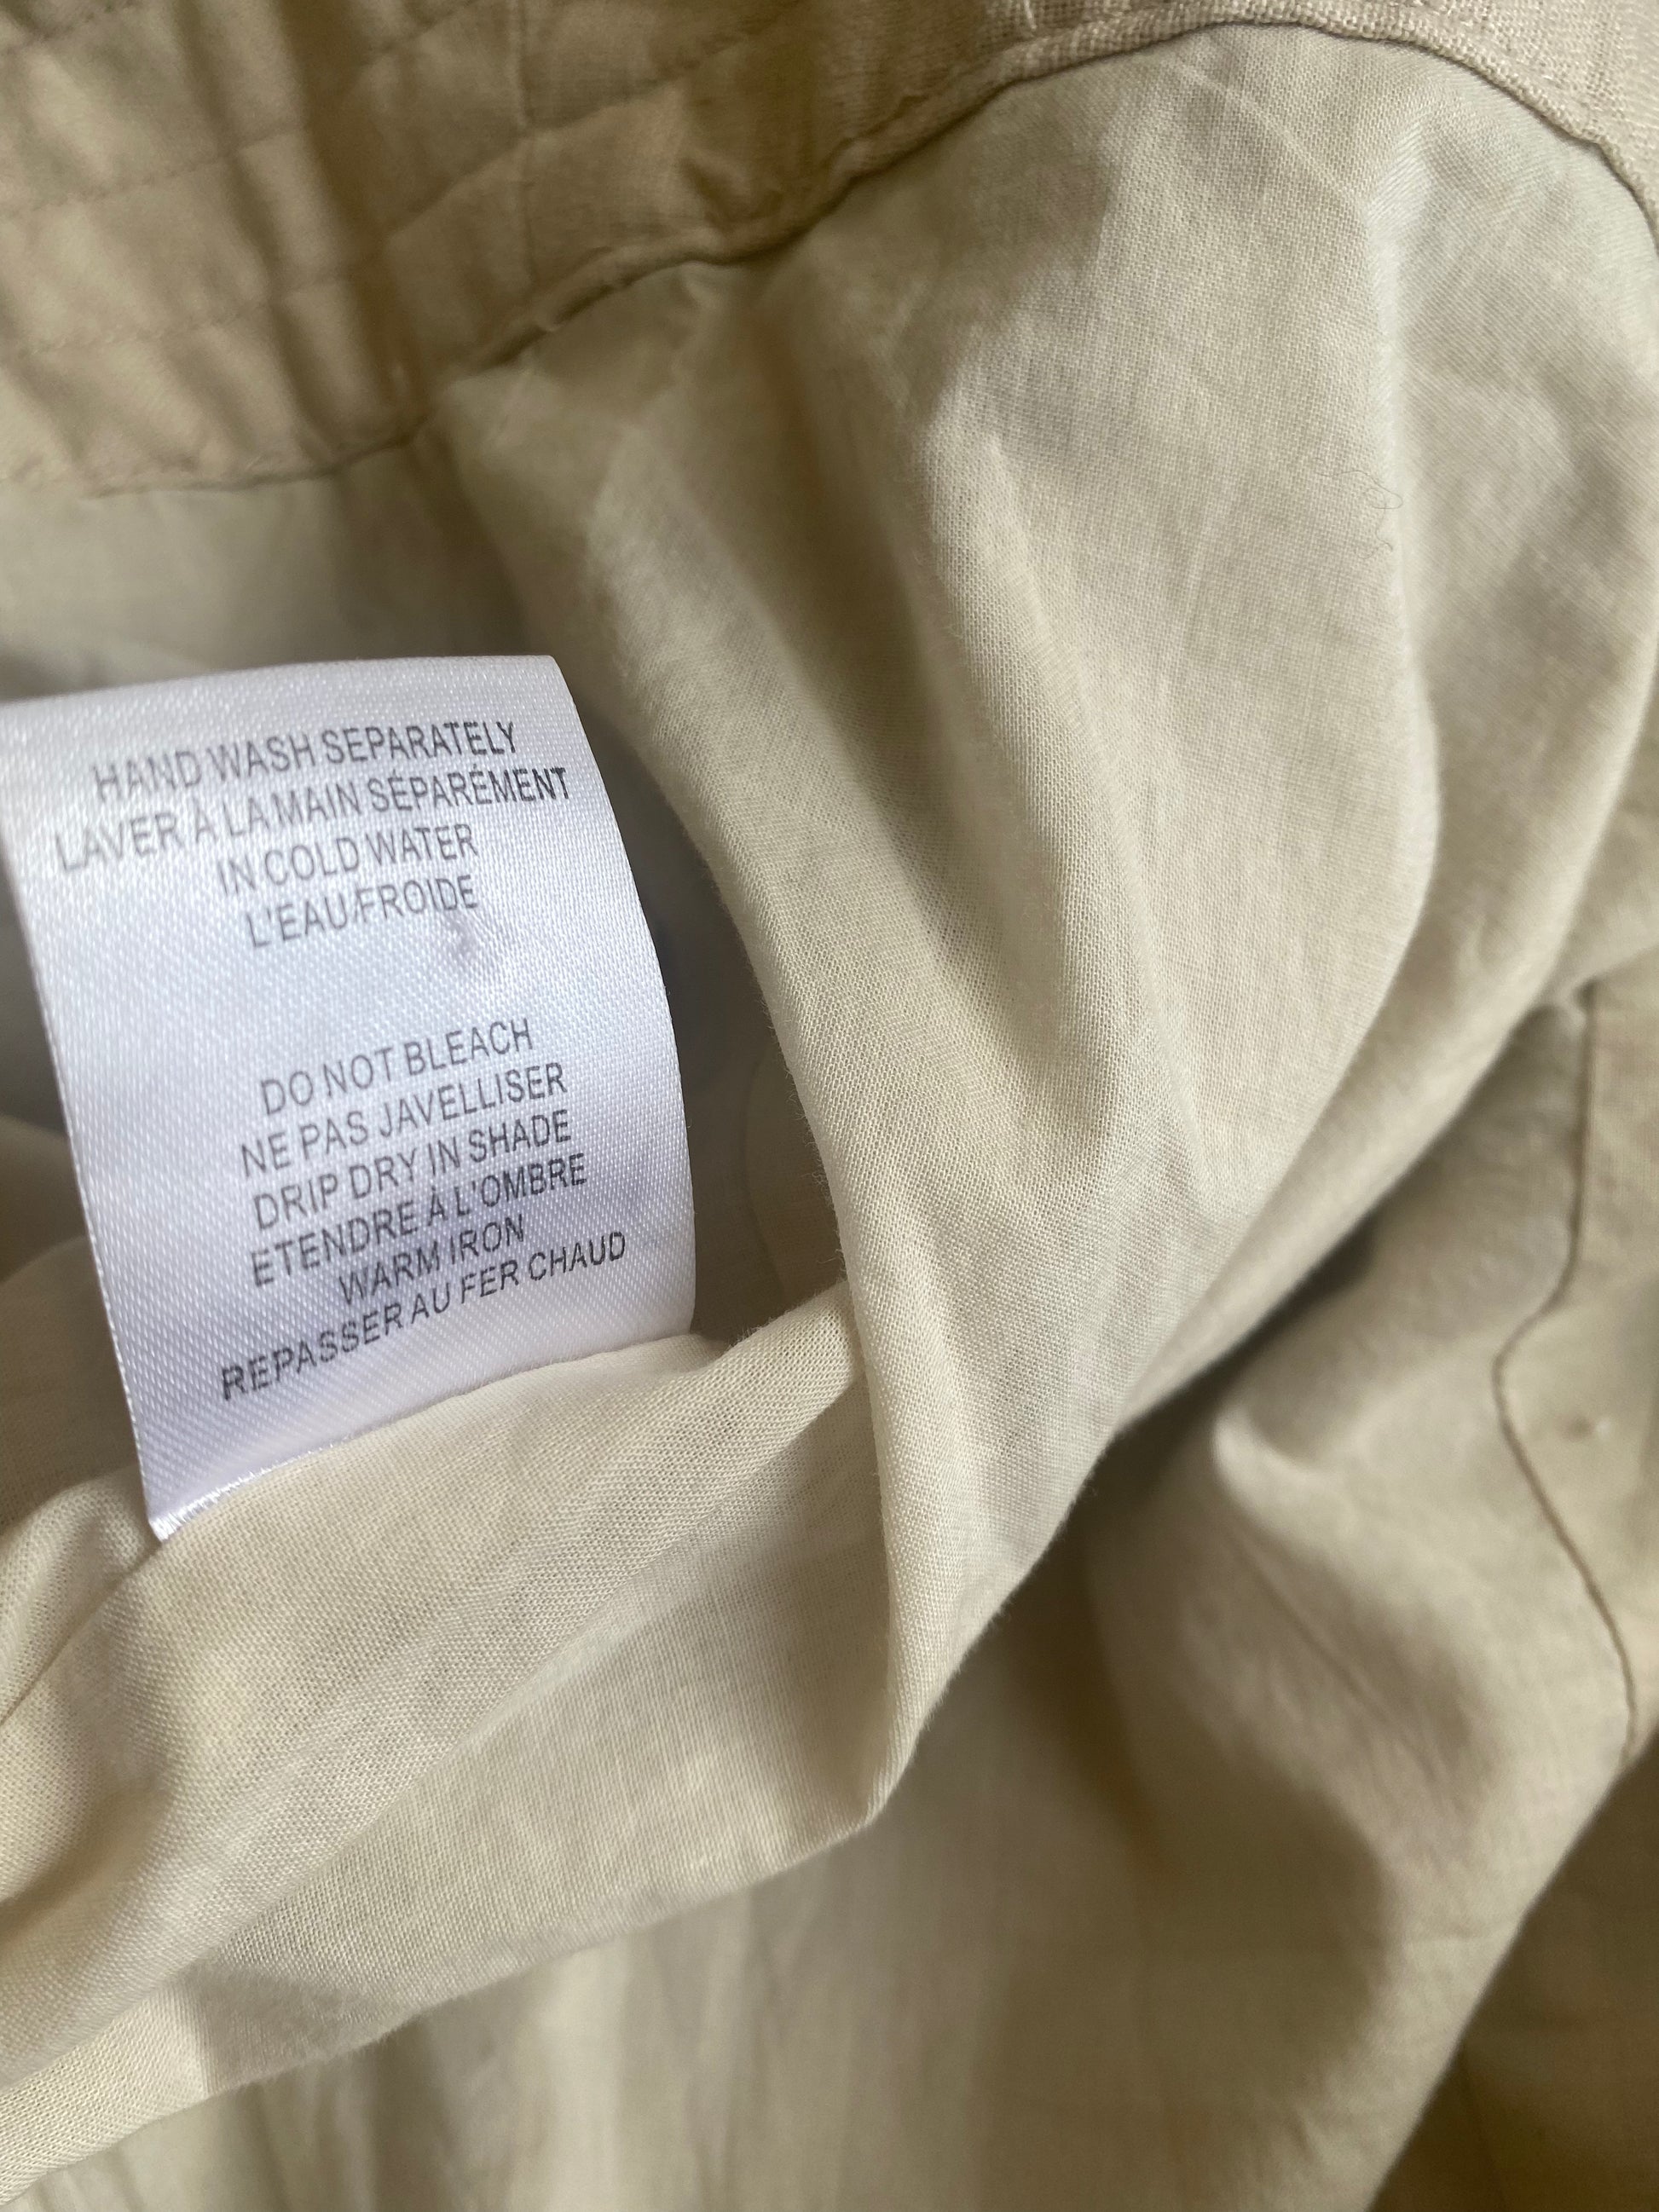 HAND WASH SEPARATELY
LAVER À LA MAIN SÉPARÉMENT
IN COLD WATER
L'EAU FROIDE
DO NOT BLEACH
NE PAS JAVELLISER
DRIP DRY IN SHADE
ETENDRE À L'OMBRE
WARM IRON
REPASSER AU FER CHAUD